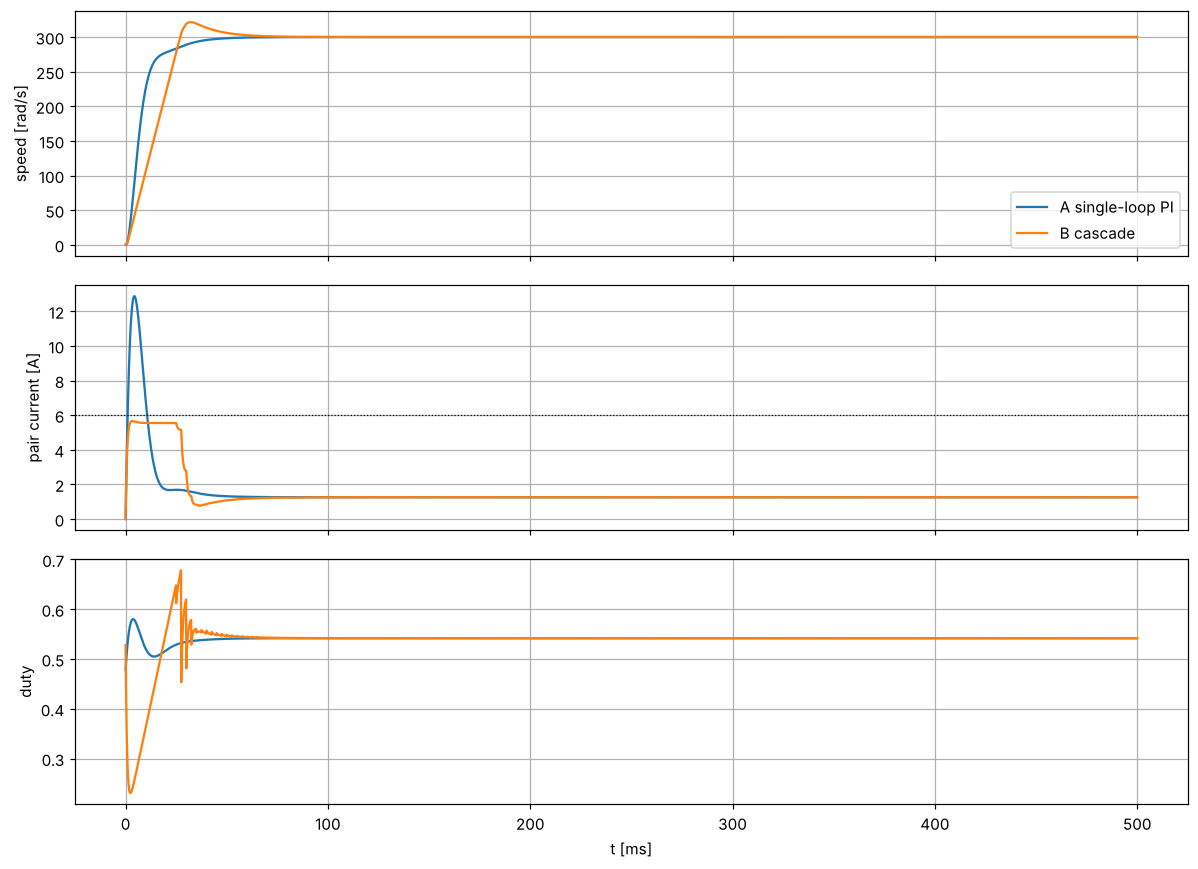 300
250
200
150
100
50
0
speed [rad/s]
A single-loop PI
B cascade
12
10
8
6
4
2
0
pair current [A]
0.7
0.6
0.5
0.4
0.3
duty
0 100 200 300 400 500
t [ms]